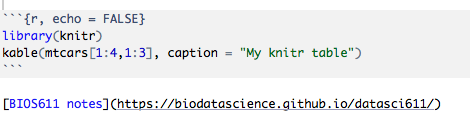 ```{r, echo = FALSE}
library(knitr)
kable(mtcars[1:4,1:3], caption = "My knitr table")
```
[BIOS611 notes](https://biodatascience.github.io/datasci611/)